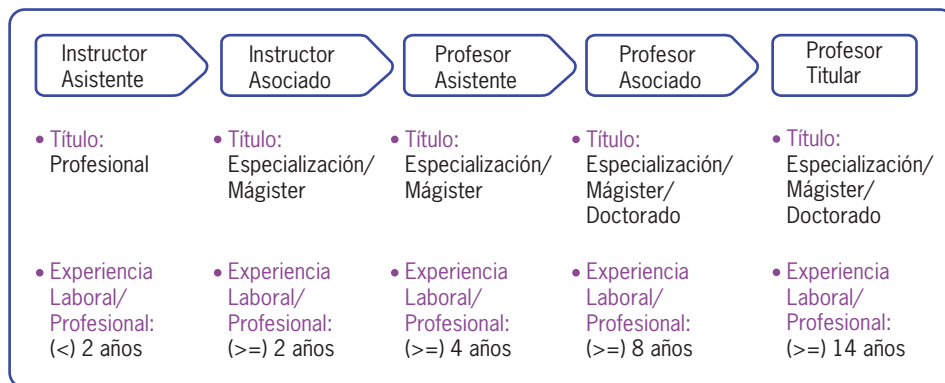 Instructor
Asistente
Instructor
Asociado
Profesor
Asistente
Profesor
Asociado
Profesor
Titular
• Título:
Profesional
• Título:
Especialización/
Mágister
• Título:
Especialización/
Mágister
• Título:
Especialización/
Mágister/
Doctorado
• Título:
Especialización/
Mágister/
Doctorado
• Experiencia
Laboral/
Profesional:
(<) 2 años
• Experiencia
Laboral/
Profesional:
(>=) 2 años
• Experiencia
Laboral/
Profesional:
(>=) 4 años
• Experiencia
Laboral/
Profesional:
(>=) 8 años
• Experiencia
Laboral/
Profesional:
(>=) 14 años